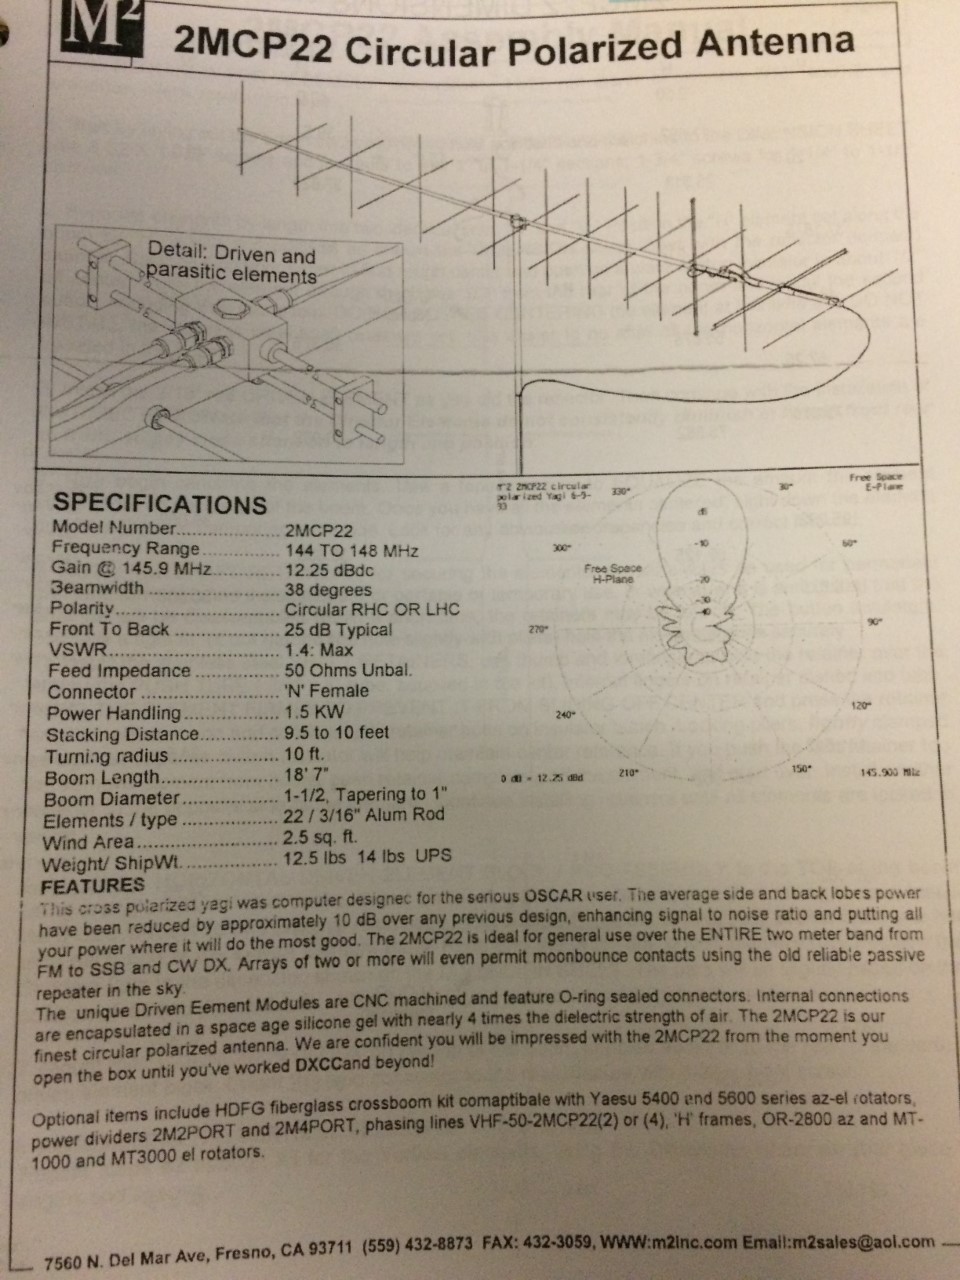 M²
2MCP22 Circular Polarized Antenna
Detail: Driven and
parasitic elements
SPECIFICATIONS
Model Number................ 2MCP22
Frequency Range ............ 144 TO 148 MHz
Gain @ 145.9 MHz............ 12.25 dBdc
Beamwidth .................... 38 degrees
Polarity......................... Circular RHC OR LHC
Front To Back ................ 25 dB Typical
VSWR.......................... 1.4: Max
Feed Impedance ............. 50 Ohms Unbal.
Connector ..................... 'N' Female
Power Handling ............... 1.5 KW
Stacking Distance............. 9.5 to 10 feet
Turning radius ................. 10 ft.
Boom Length................... 18' 7"
Boom Diameter................ 1-1/2, Tapering to 1"
Elements / type ................ 22 / 3/16" Alum Rod
Wind Area....................... 2.5 sq. ft.
Weight/ ShipWt. ............... 12.5 lbs 14 lbs UPS
M^2 2MCP22 circular
polarized Yagi 6-9-
93
330°
30°
Free Space
E-Plane
dB
300°
-10
60°
Free Space
H-Plane
-20
-30
-40
270°
90°
240°
120°
0 dB = 12.25 dBd
210°
150°
145.900 MHz
FEATURES
This cross polarized yagi was computer designed for the serious OSCAR user. The average side and back lobes power
have been reduced by approximately 10 dB over any previous design, enhancing signal to noise ratio and putting all
your power where it will do the most good. The 2MCP22 is ideal for general use over the ENTIRE two meter band from
FM to SSB and CW DX. Arrays of two or more will even permit moonbounce contacts using the old reliable passive
repeater in the sky.
The unique Driven Eement Modules are CNC machined and feature O-ring sealed connectors. Internal connections
are encapsulated in a space age silicone gel with nearly 4 times the dielectric strength of air. The 2MCP22 is our
finest circular polarized antenna. We are confident you will be impressed with the 2MCP22 from the moment you
open the box until you've worked DXCCand beyond!
Optional items include HDFG fiberglass crossboom kit comaptibale with Yaesu 5400 and 5600 series az-el rotators,
power dividers 2M2PORT and 2M4PORT, phasing lines VHF-50-2MCP22(2) or (4), 'H' frames, OR-2800 az and MT-
1000 and MT3000 el rotators.
7560 N. Del Mar Ave, Fresno, CA 93711 (559) 432-8873 FAX: 432-3059, WWW:m2inc.com Email:m2sales@aol.com